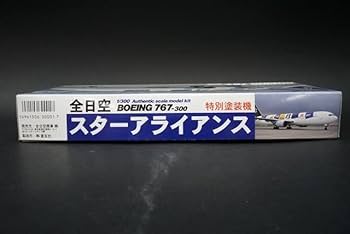 全日空
1/300 Authentic scale model kit
BOEING 767-300
特別塗装機
スターアライアンス